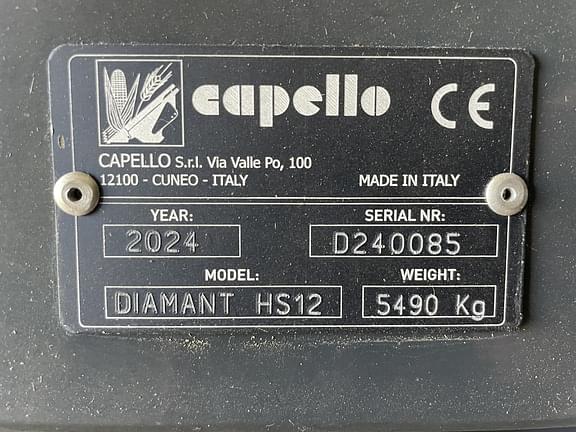 capello CE
CAPELLO S.r.l. Via Valle Po, 100
12100 - CUNEO - ITALY MADE IN ITALY
YEAR: SERIAL NR:
2024 D240085
MODEL: WEIGHT:
DIAMANT HS12 5490 Kg